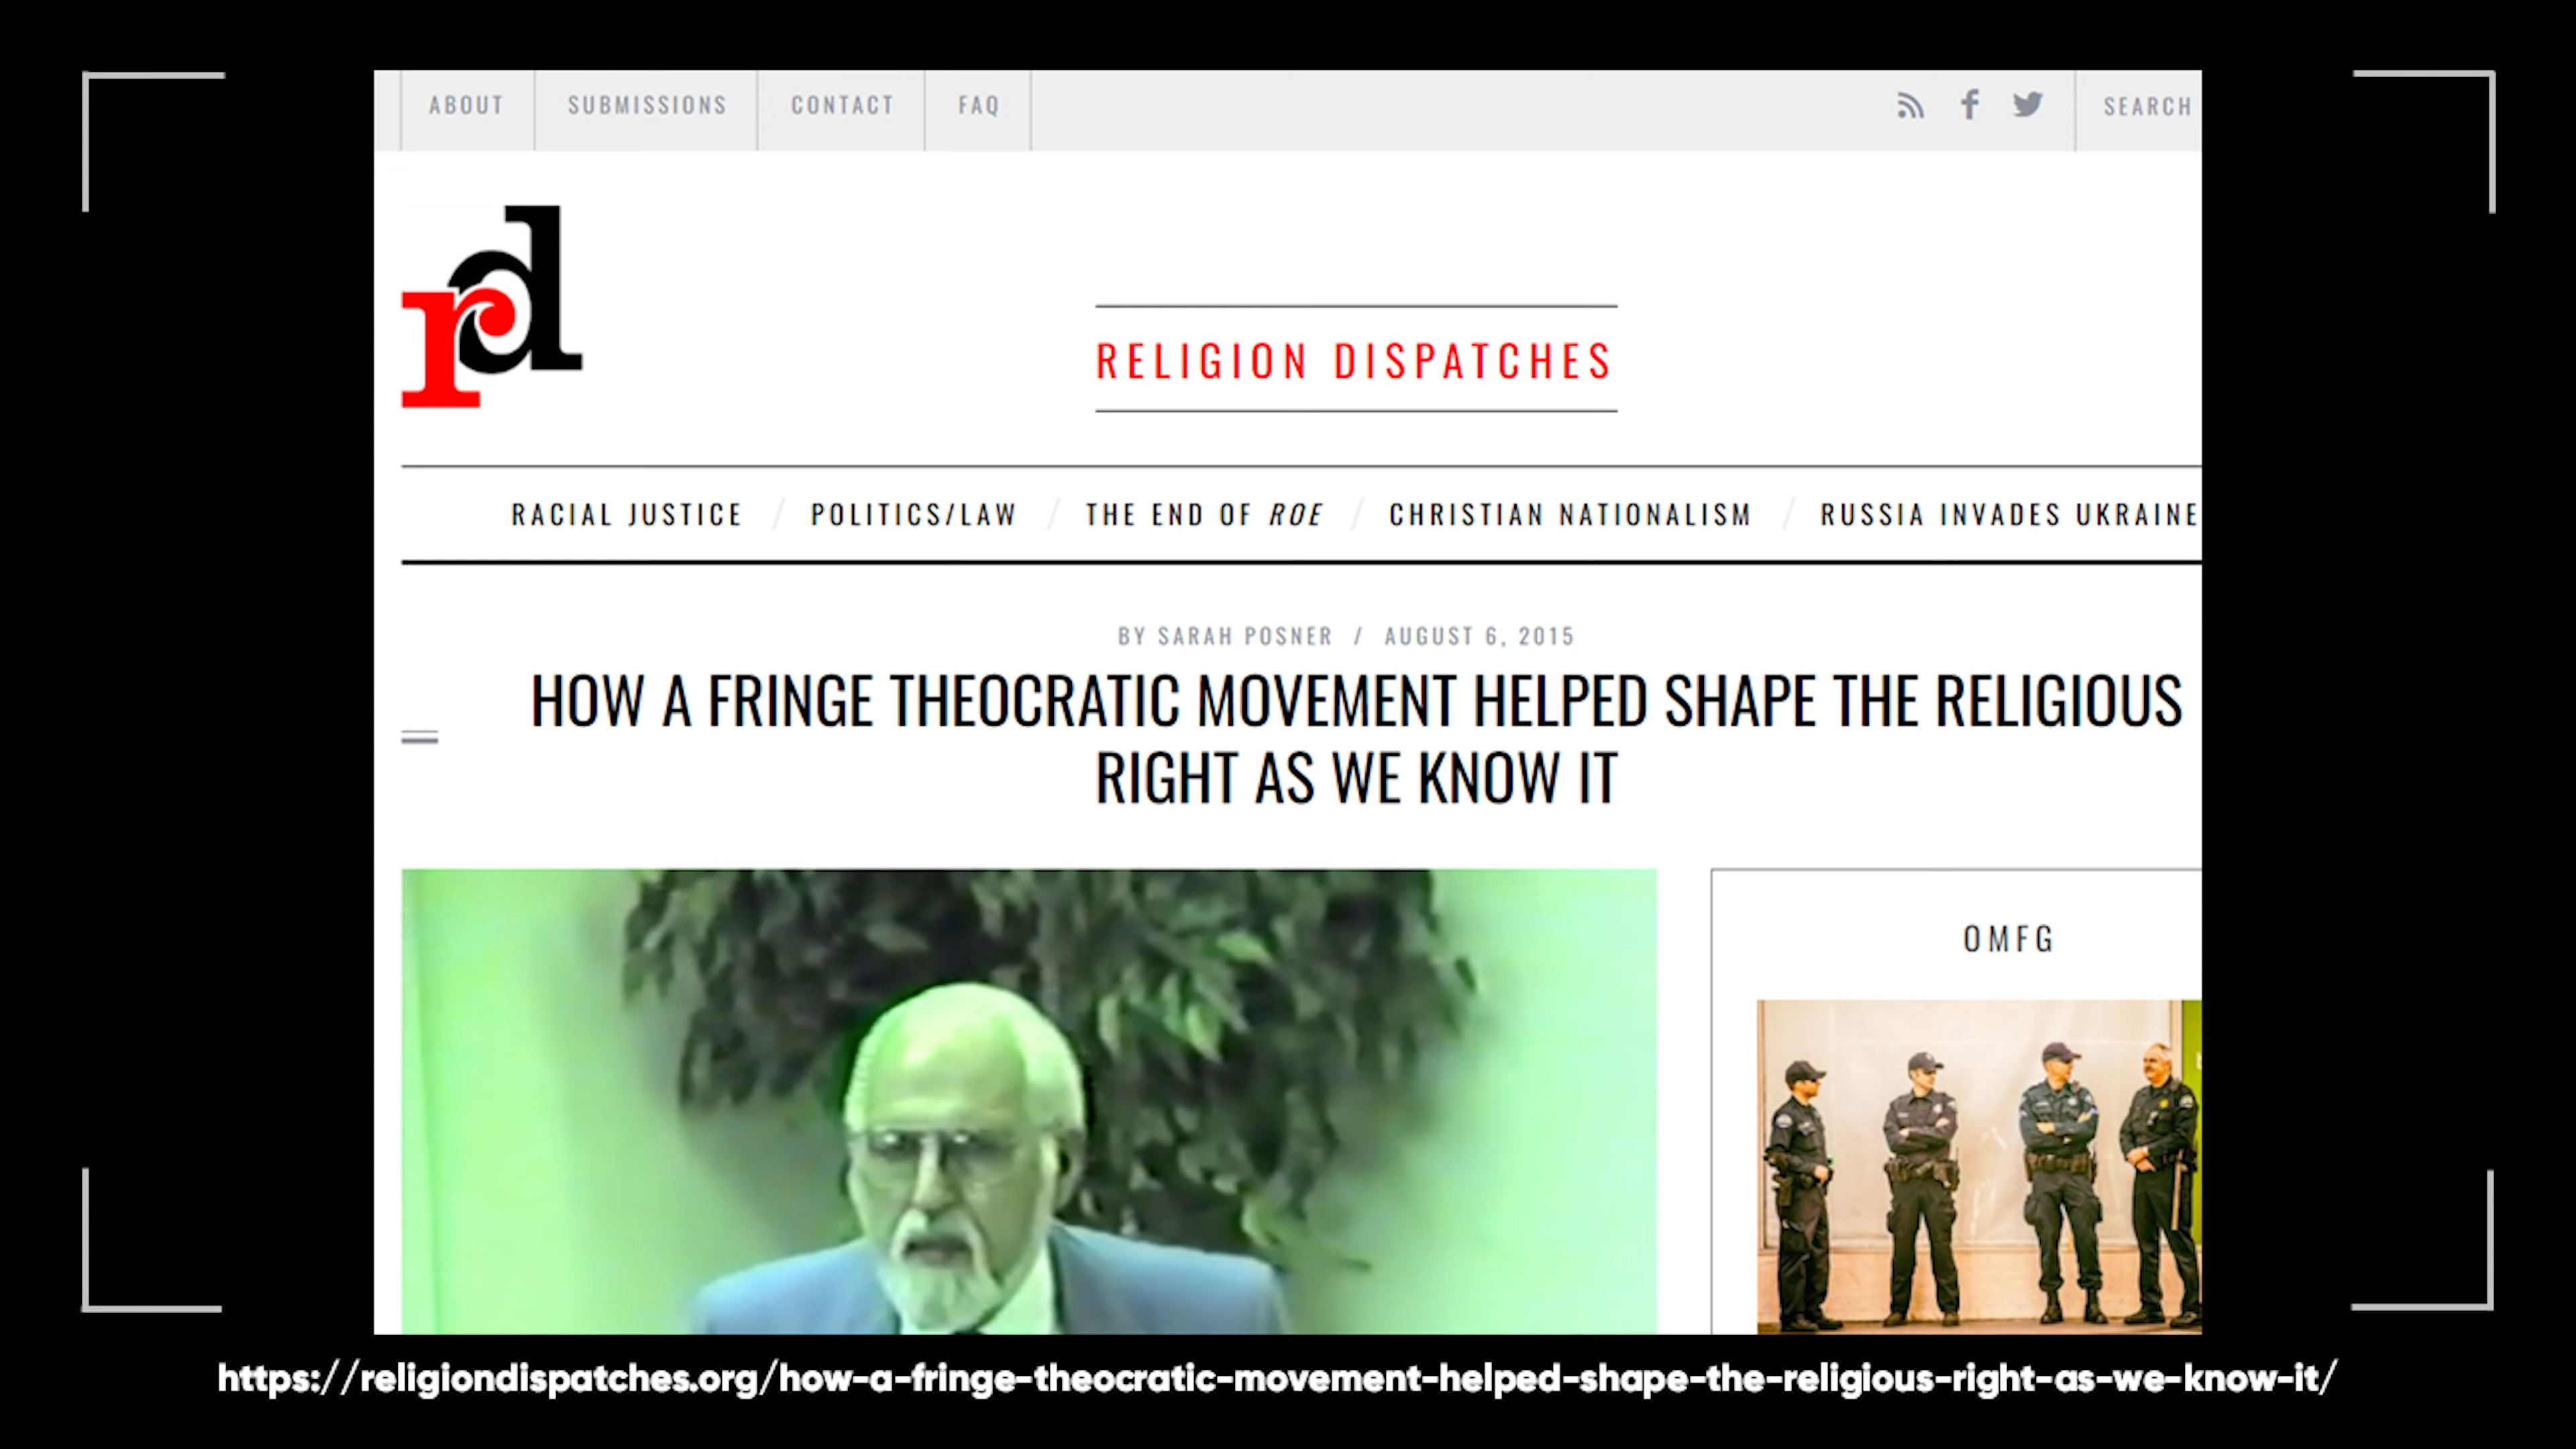 ABOUT SUBMISSIONS CONTACT FAQ SEARCH
rd
RELIGION DISPATCHES
RACIAL JUSTICE / POLITICS/LAW / THE END OF ROE / CHRISTIAN NATIONALISM / RUSSIA INVADES UKRAINE
BY SARAH POSNER / AUGUST 6, 2015
HOW A FRINGE THEOCRATIC MOVEMENT HELPED SHAPE THE RELIGIOUS
RIGHT AS WE KNOW IT
OMFG
https://religiondispatches.org/how-a-fringe-theocratic-movement-helped-shape-the-religious-right-as-we-know-it/